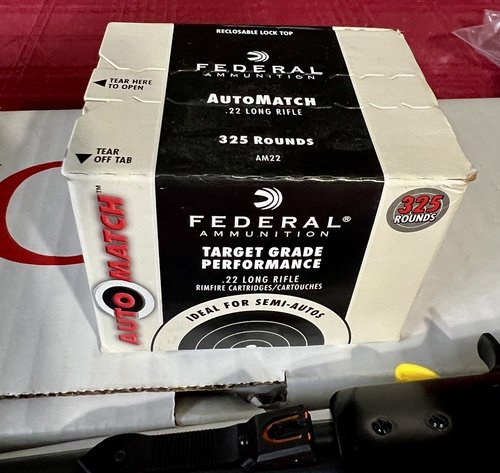 RECLOSABLE LOCK TOP
FEDERAL
AMMUNITION
TEAR HERE
TO OPEN
AUTOMATCH
.22 LONG RIFLE
325 ROUNDS
AM22
TEAR
OFF TAB
FEDERAL®
AMMUNITION
TARGET GRADE
PERFORMANCE
.22 LONG RIFLE
RIMFIRE CARTRIDGES/CARTOUCHES
IDEAL FOR SEMI-AUTOS
325
ROUNDS
AUTO MATCH™